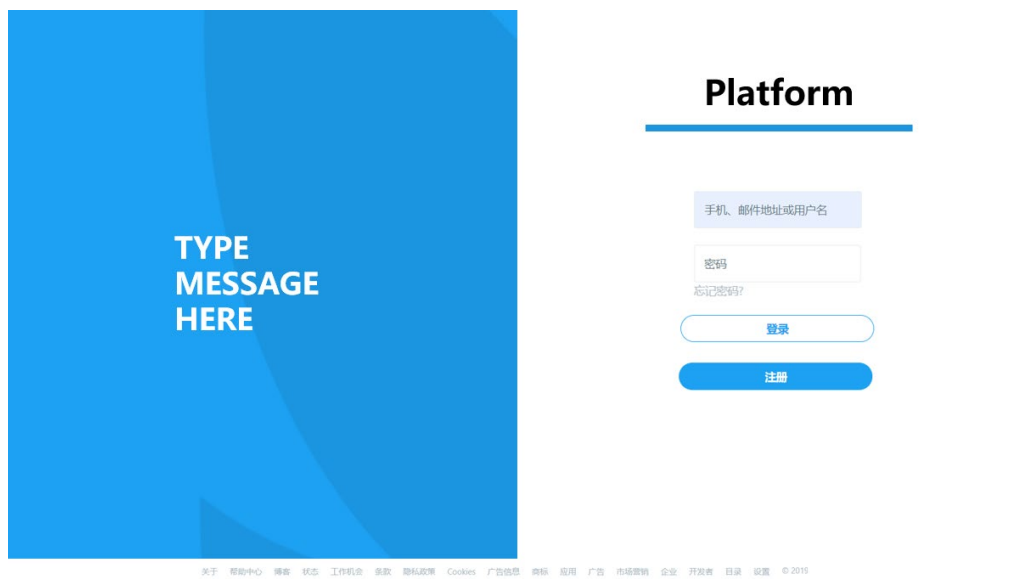 TYPE
MESSAGE
HERE
Platform
手机、邮件地址或用户名
密码
忘记密码?
登录
注册
关于 帮助中心 博客 状态 工作机会 条款 隐私政策 Cookies 广告信息 商标 应用 广告 市场营销 企业 开发者 目录 设置 © 2019